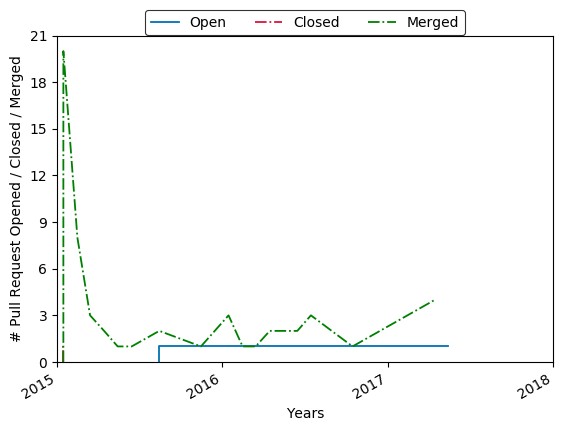 Open Closed Merged
21
18
15
12
9
6
3
0
# Pull Request Opened / Closed / Merged
2015 2016 2017 2018
Years